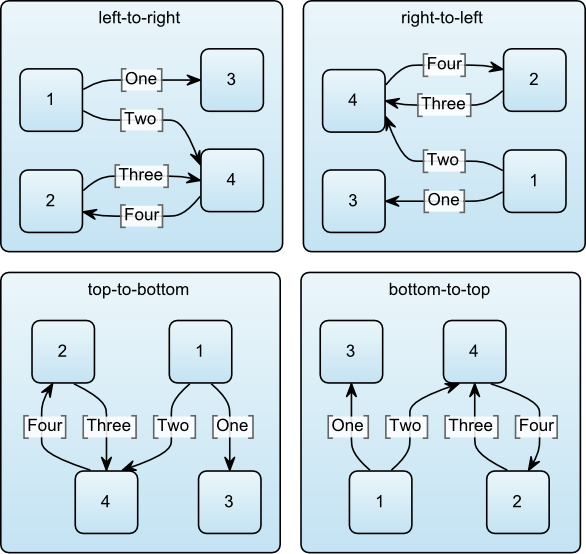 left-to-right
[One]
3
1
[Two]
[Three]
4
2
[Four]
right-to-left
[Four]
2
4
[Three]
[Two]
1
3
[One]
top-to-bottom
2
1
[Four]
[Three]
[Two]
[One]
4
3
bottom-to-top
3
4
[One]
[Two]
[Three]
[Four]
1
2